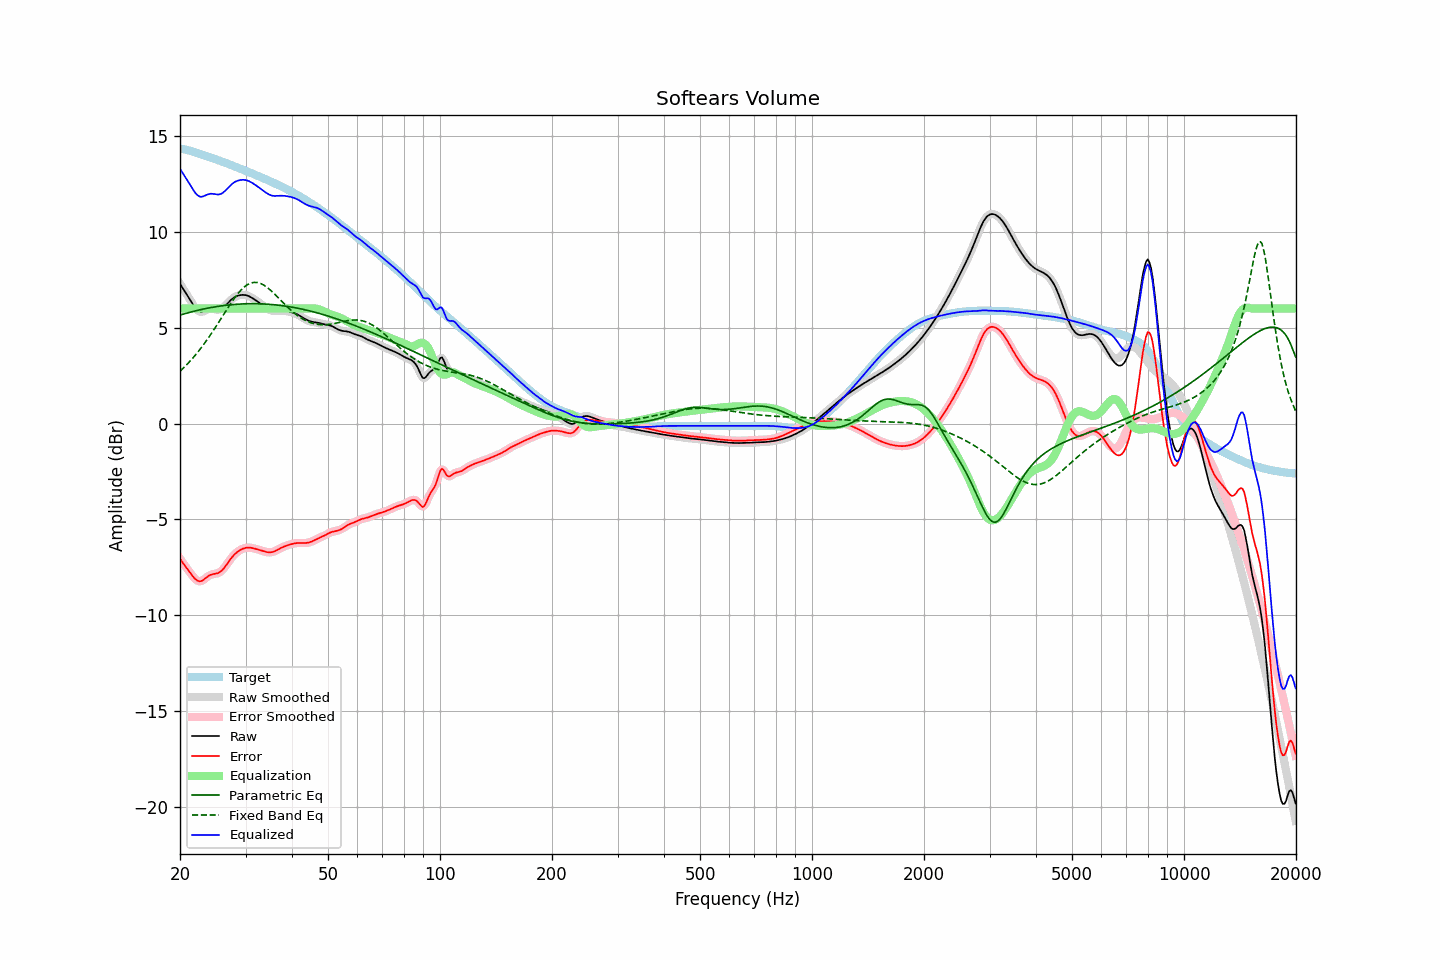 Softears Volume
Amplitude (dBr)
15
10
5
0
−5
−10
−15
−20
Target
Raw Smoothed
Error Smoothed
Raw
Error
Equalization
Parametric Eq
Fixed Band Eq
Equalized
20
50
100
200
500
1000
2000
5000
10000
20000
Frequency (Hz)